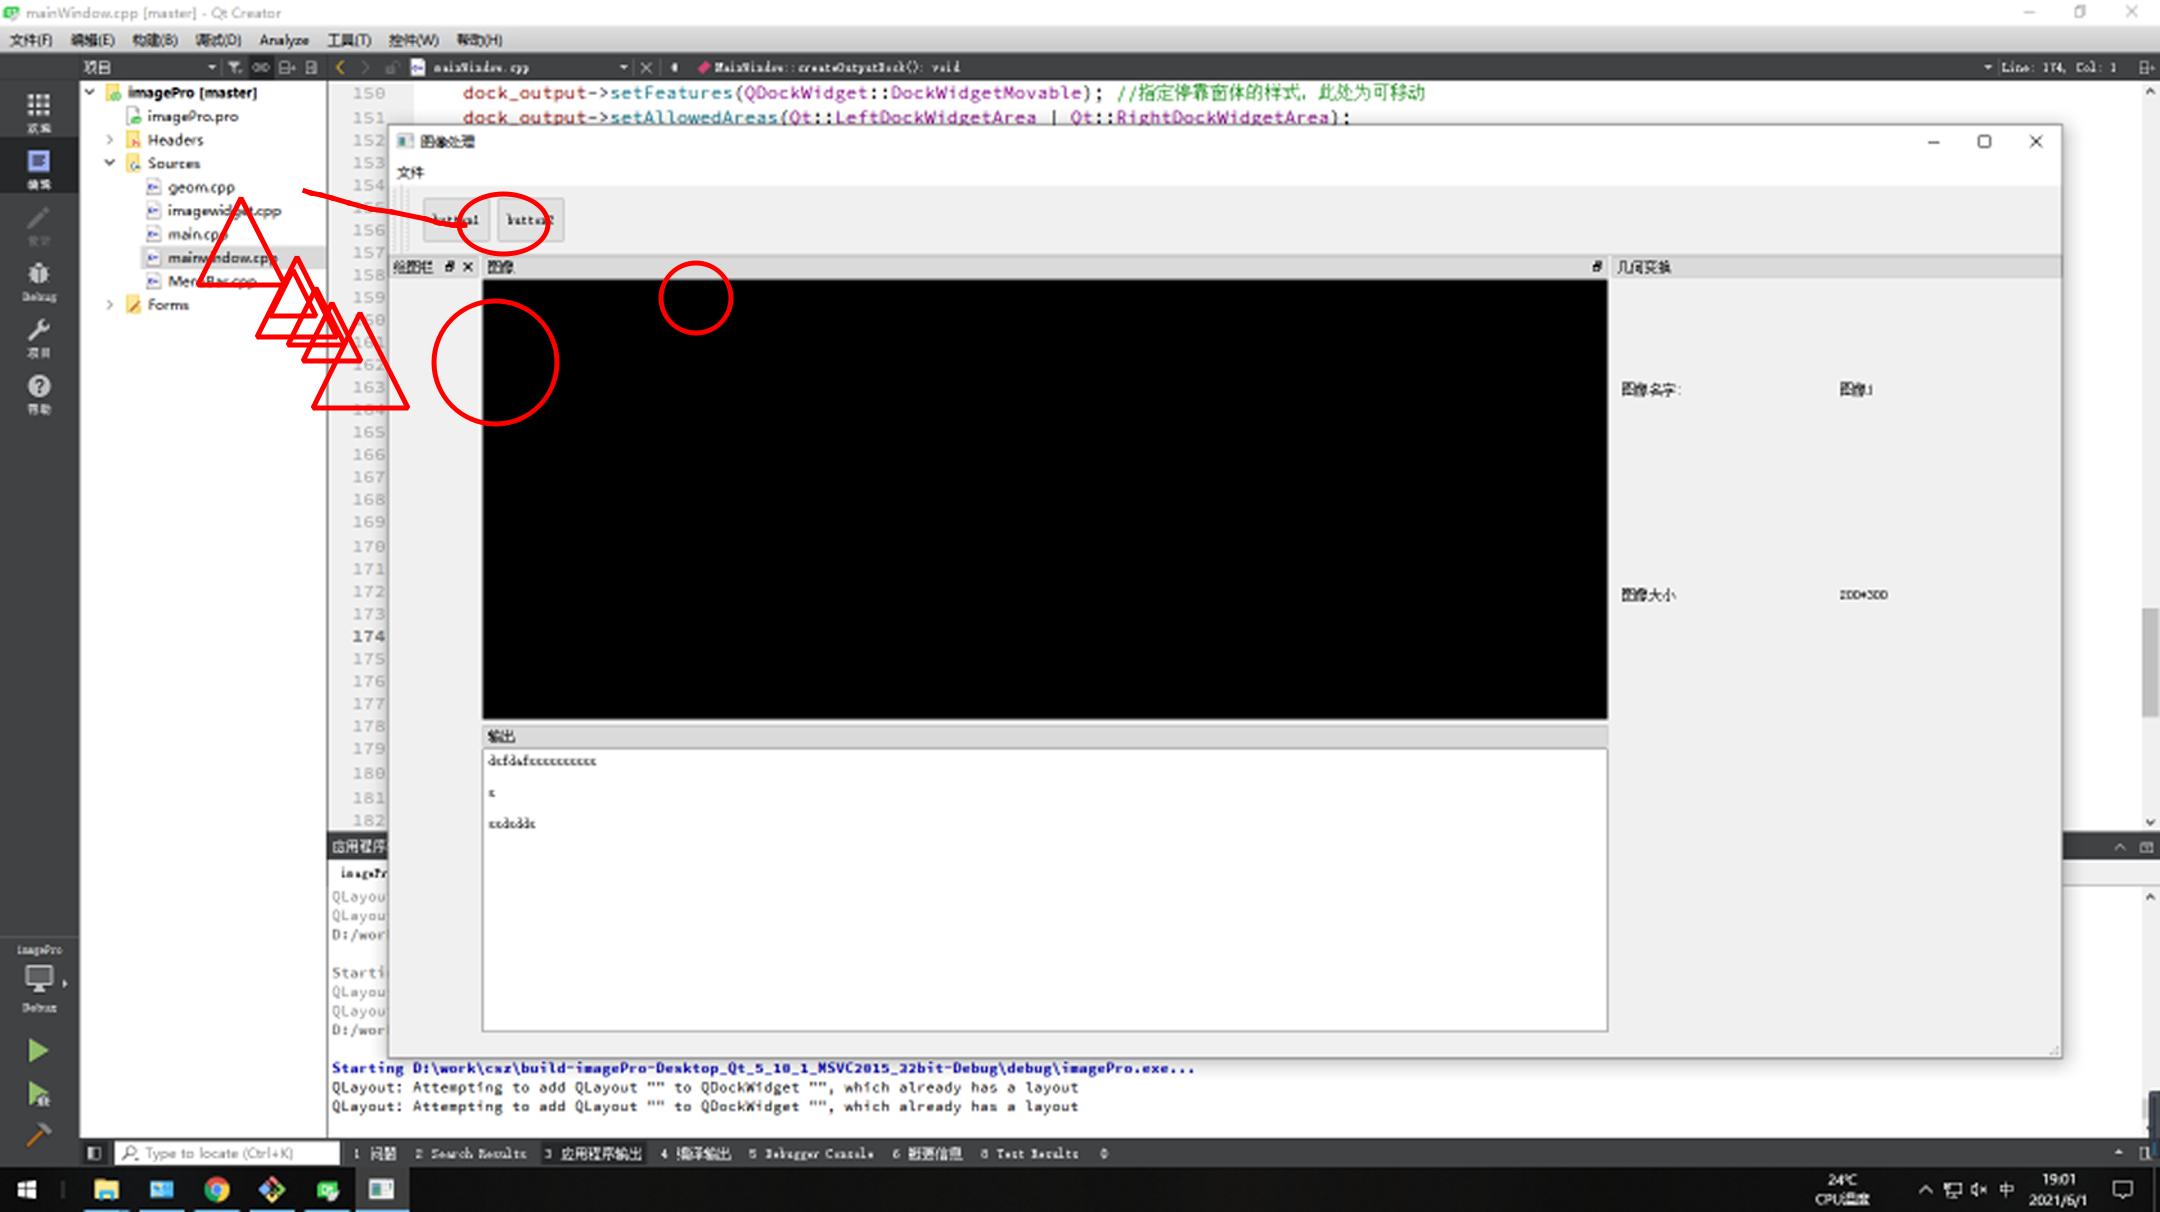 mainWindow.cpp [master] - Qt Creator
文件(F) 编辑(E) 构建(B) 调试(D) Analyze 工具(T) 控件(W) 帮助(H)
项目
mainWindow.cpp
MainWindow::createOutputDock(): void
Line: 174, Col: 1
欢迎
编辑
设计
Debug
项目
帮助
imagePro [master]
imagePro.pro
Headers
Sources
geom.cpp
imagewidget.cpp
main.cpp
mainwindow.cpp
MenuBar.cpp
Forms
150 dock_output->setFeatures(QDockWidget::DockWidgetMovable); //指定停靠窗体的样式，此处为可移动
151 dock_output->setAllowedAreas(Qt::LeftDockWidgetArea | Qt::RightDockWidgetArea);
152
153
154
155
156
157
158
159
160
161
162
163
164
165
166
167
168
169
170
171
172
173
174
175
176
177
178
179
180
181
182
图像处理
文件
button1 button2
绘图栏
图像
几何变换
图像名字: 图像1
图像大小 200*300
输出
应用程序
imagePr
QLayou
QLayou
D:/wor
Starti
QLayou
QLayou
D:/wor
Starting D:\work\csz\build-imagePro-Desktop_Qt_5_10_1_MSVC2015_32bit-Debug\debug\imagePro.exe...
QLayout: Attempting to add QLayout "" to QDockWidget "", which already has a layout
QLayout: Attempting to add QLayout "" to QDockWidget "", which already has a layout
imagePro
Debug
Type to locate (Ctrl+K)
1 问题 2 Search Results 3 应用程序输出 4 编译输出 5 Debugger Console 6 概要信息 8 Test Results
24℃
CPU温度
中
19:01
2021/6/1